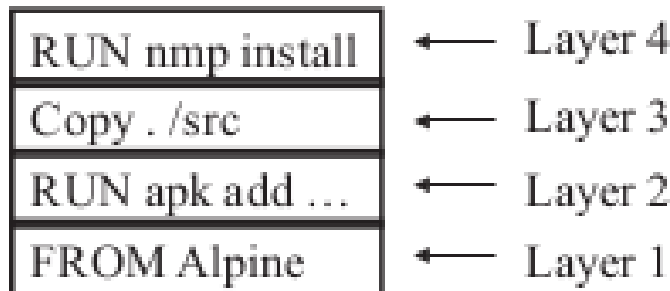 RUN nmp install Layer 4
Copy . /src Layer 3
RUN apk add ... Layer 2
FROM Alpine Layer 1